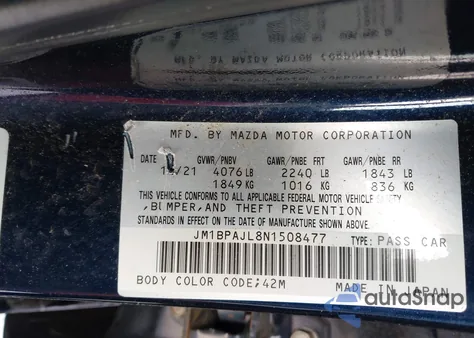 MFD. BY MAZDA MOTOR CORPORATION
DATE GVWR/PNBV GAWR/PNBE FRT GAWR/PNBE RR
/21 4076 LB 2240 LB 1843 LB
1849 KG 1016 KG 836 KG
THIS VEHICLE CONFORMS TO ALL APPLICABLE FEDERAL MOTOR VEHICLE SAFETY
,BUMPER,AND THEFT PREVENTION
STANDARDS IN EFFECT ON THE DATE OF MANUFACTURE SHOWN ABOVE.
JM1BPAJL8N1508477 TYPE: PASS CAR
BODY COLOR CODE;42M MADE IN JAPAN
autoSnap